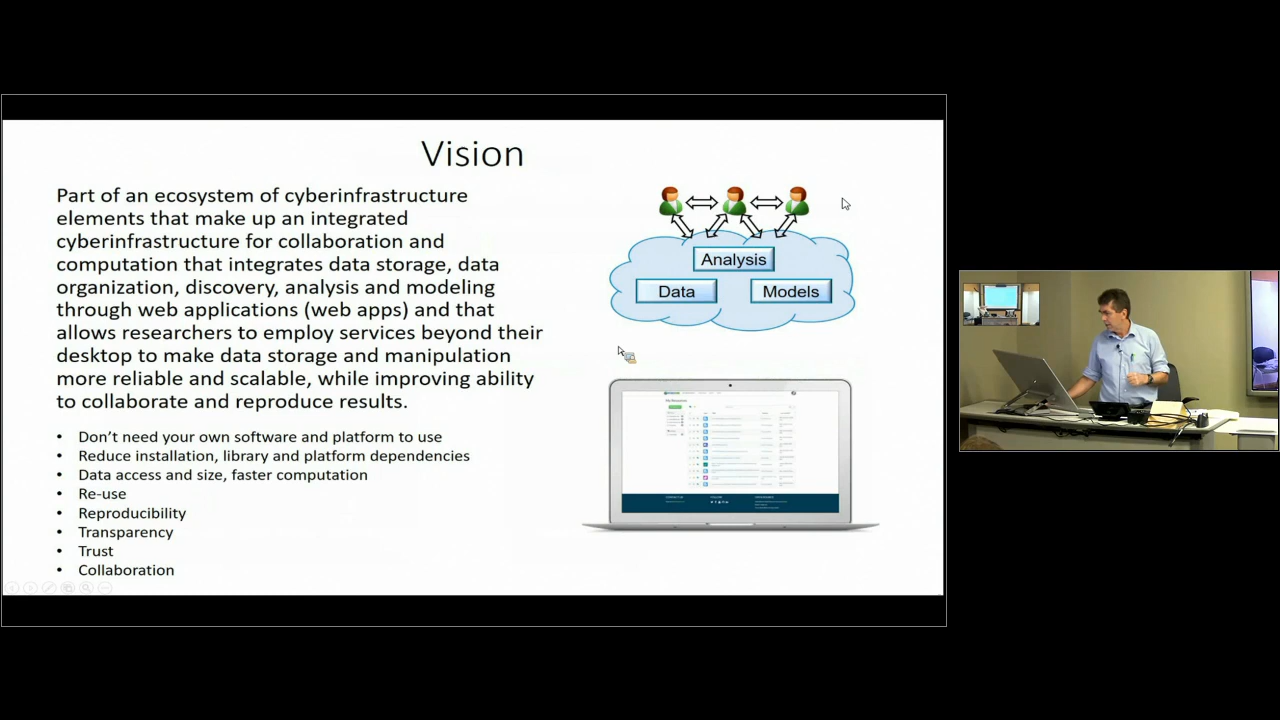 Vision
Part of an ecosystem of cyberinfrastructure
elements that make up an integrated
cyberinfrastructure for collaboration and
computation that integrates data storage, data
organization, discovery, analysis and modeling
through web applications (web apps) and that
allows researchers to employ services beyond their
desktop to make data storage and manipulation
more reliable and scalable, while improving ability
to collaborate and reproduce results.
• Don’t need your own software and platform to use
• Reduce installation, library and platform dependencies
Data access and size, faster computation
• Re-use
• Reproducibility
• Transparency
• Trust
• Collaboration
Analysis
Data
Models